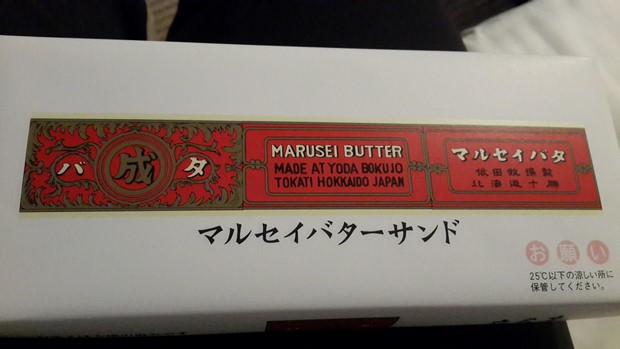 バ 成 タ
MARUSEI BUTTER
MADE AT YODA BOKUJO
TOKATI HOKKAIDO JAPAN
マルセイバタ
依田牧場製
北海道十勝
マルセイバターサンド
お願い
25℃以下の涼しい所に
保管してください。